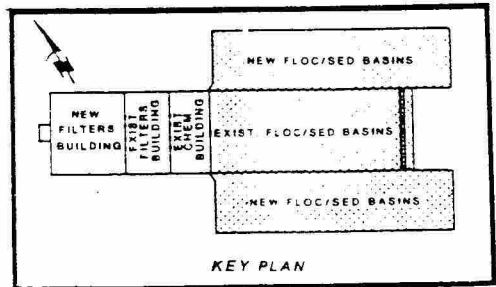 NEW FLOC/SED BASINS
NEW
FILTERS
BUILDING
EXIST
FILTERS
BUILDING
EXIST
CHEM
BUILDING
EXIST. FLOC/SED BASINS
NEW FLOC/SED BASINS
KEY PLAN